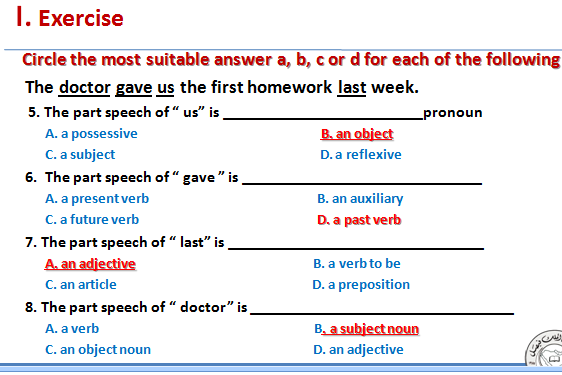 I. Exercise
Circle the most suitable answer a, b, c or d for each of the following
The doctor gave us the first homework last week.
5. The part speech of “ us” is ____________________pronoun
A. a possessive B. an object
C. a subject D. a reflexive
6. The part speech of “ gave ” is ____________________
A. a present verb B. an auxiliary
C. a future verb D. a past verb
7. The part speech of “ last” is ____________________
A. an adjective B. a verb to be
C. an article D. a preposition
8. The part speech of “ doctor” is ____________________
A. a verb B. a subject noun
C. an object noun D. an adjective